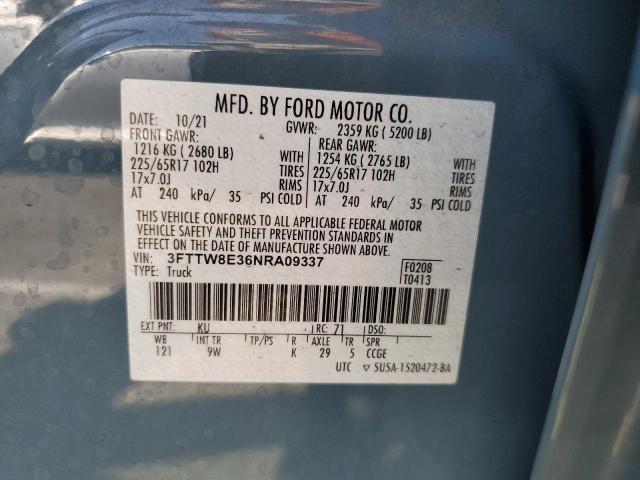 MFD. BY FORD MOTOR CO.
DATE: 10/21 GVWR: 2359 KG ( 5200 LB)
FRONT GAWR: REAR GAWR:
1216 KG ( 2680 LB) WITH 1254 KG ( 2765 LB) WITH
225/65R17 102H TIRES 225/65R17 102H TIRES
17x7.0J RIMS 17x7.0J RIMS
AT 240 kPa/ 35 PSI COLD AT 240 kPa/ 35 PSI COLD
THIS VEHICLE CONFORMS TO ALL APPLICABLE FEDERAL MOTOR
VEHICLE SAFETY AND THEFT PREVENTION STANDARDS IN
EFFECT ON THE DATE OF MANUFACTURE SHOWN ABOVE.
VIN: 3FTTW8E36NRA09337 F0208
TYPE: Truck T0413
EXT PNT: KU RC: 71 DSO:
WB INT TR TP/PS R AXLE TR SPR
121 9W K 29 5 CCGE
UTC ▽5U5A-1520472-BA